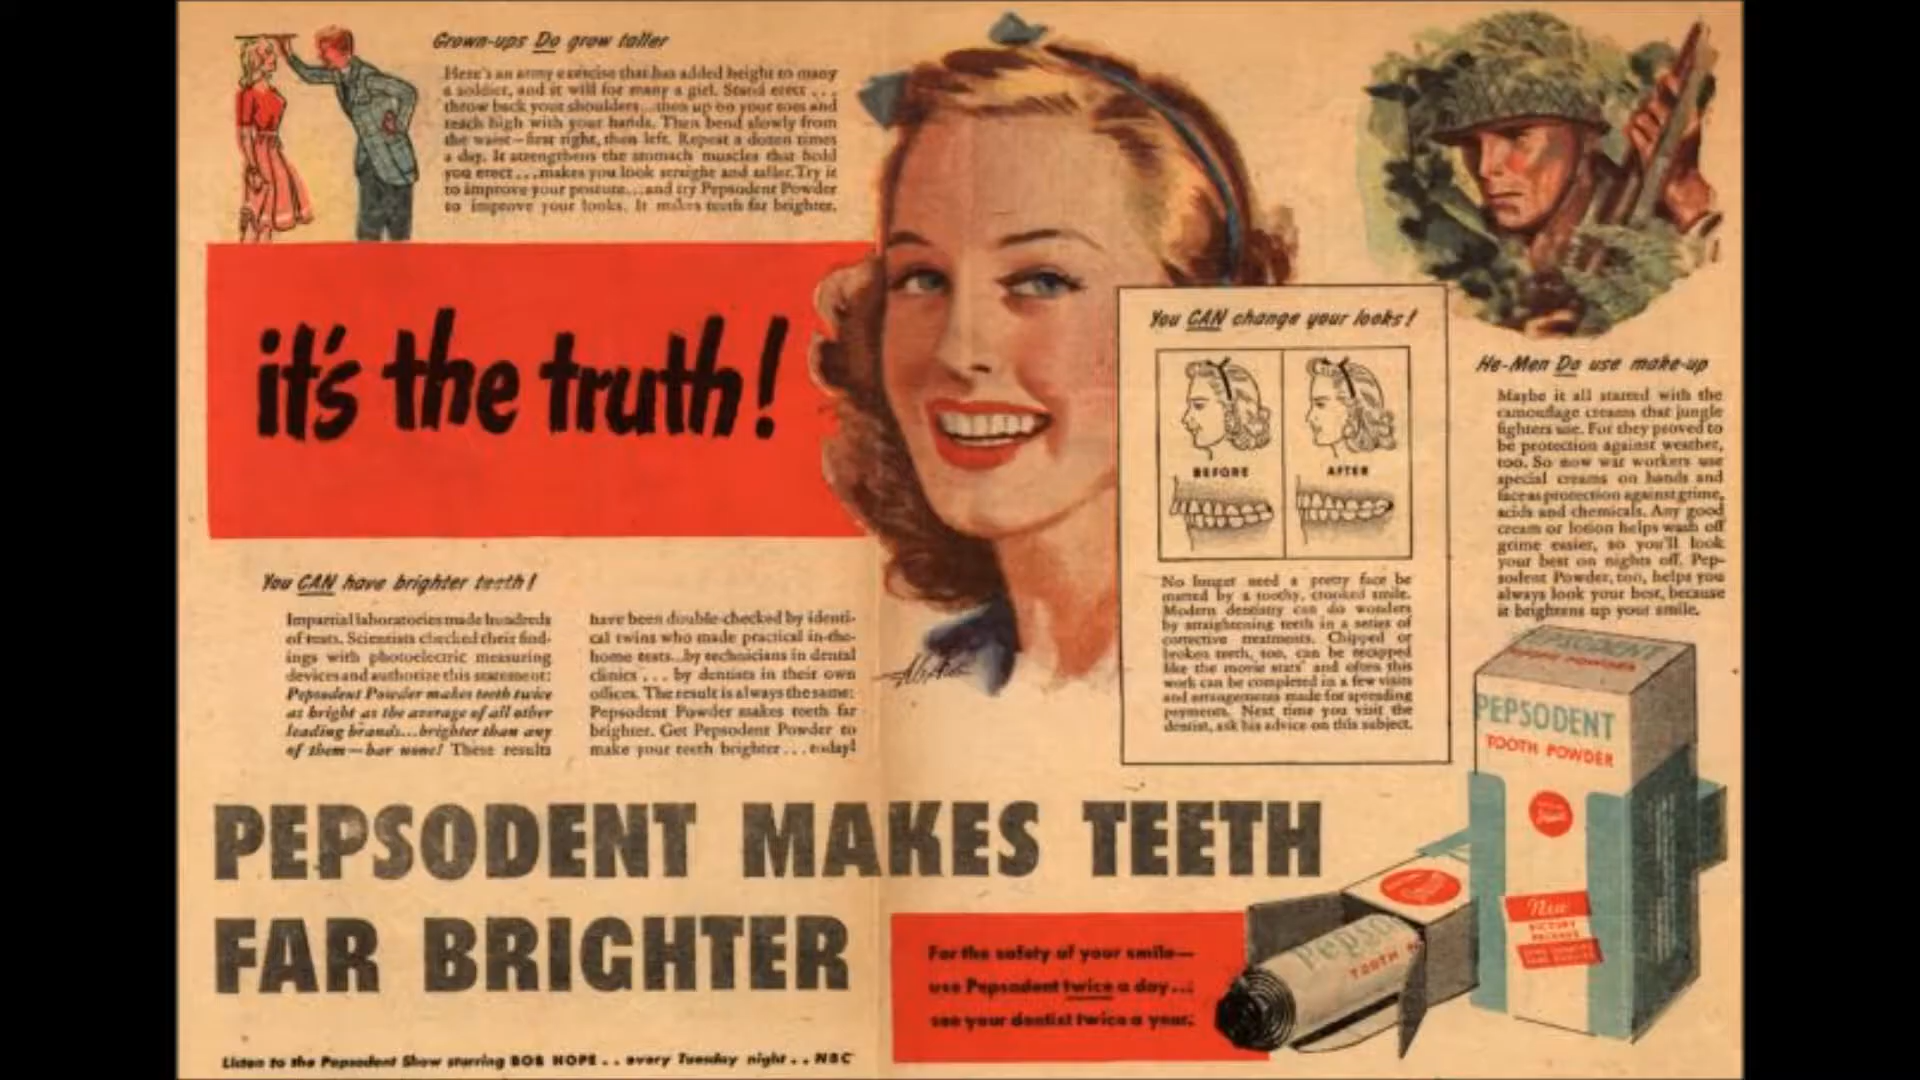 Grown-ups Do grow taller
Here's an army exercise that has added height to many
a soldier, and it will for many a girl. Stand erect . . .
throw back your shoulders...then up on your toes and
reach high with your hands. Then bend slowly from
the waist—first right, then left. Repeat a dozen times
a day. It strengthens the stomach muscles that hold
you erect...makes you look straight and taller. Try it
to improve your posture...and try Pepsodent Powder
to improve your looks. It makes teeth far brighter.
it's the truth!
You CAN have brighter teeth!
Impartial laboratories made hundreds
of tests. Scientists checked their find-
ings with photoelectric measuring
devices and authorize this statement:
Pepsodent Powder makes teeth twice
as bright as the average of all other
leading brands...brighter than any
of them—bar none! These results
have been double-checked by identi-
cal twins who made practical in-the-
home tests...by technicians in dental
clinics . . . by dentists in their own
offices. The result is always the same:
Pepsodent Powder makes teeth far
brighter. Get Pepsodent Powder to
make your teeth brighter . . . today!
You CAN change your looks!
BEFORE
AFTER
No longer need a pretty face be
marred by a toothy, crooked smile.
Modern dentistry can do wonders
by straightening teeth in a series of
corrective treatments. Chipped or
broken teeth, too, can be recapped
like the movie stars' and often this
work can be completed in a few visits
and arrangements made for spreading
payments. Next time you visit the
dentist, ask his advice on this subject.
He-Men Do use make-up
Maybe it all started with the
camouflage creams that jungle
fighters use. For they proved to
be protection against weather,
too. So now war workers use
special creams on hands and
face as protection against grime,
acids and chemicals. Any good
cream or lotion helps wash off
grime easier, so you'll look
your best on nights off. Pep-
sodent Powder, too, helps you
always look your best, because
it brightens up your smile.
PEPSODENT
TOOTH POWDER
New
VICTORY
PACKAGE
PEPSODENT MAKES TEETH
FAR BRIGHTER
For the safety of your smile—
use Pepsodent twice a day...
see your dentist twice a year.
TOOTH
Listen to the Pepsodent Show starring BOB HOPE . . every Tuesday night . . NBC